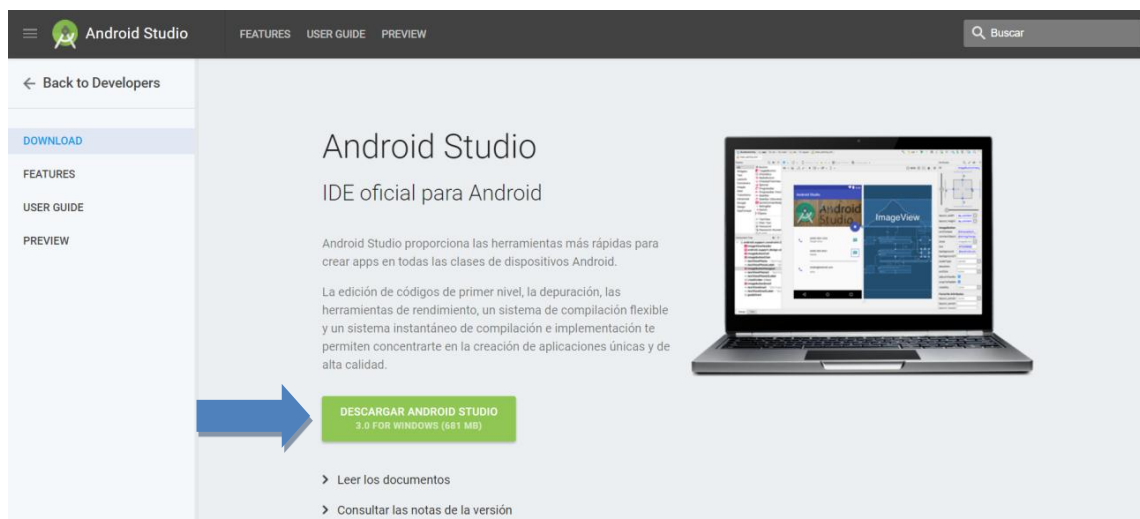 Android Studio
FEATURES USER GUIDE PREVIEW
Buscar
Back to Developers
DOWNLOAD
FEATURES
USER GUIDE
PREVIEW
Android Studio
IDE oficial para Android
Android Studio proporciona las herramientas más rápidas para
crear apps en todas las clases de dispositivos Android.
La edición de códigos de primer nivel, la depuración, las
herramientas de rendimiento, un sistema de compilación flexible
y un sistema instantáneo de compilación e implementación te
permiten concentrarte en la creación de aplicaciones únicas y de
alta calidad.
DESCARGAR ANDROID STUDIO
3.0 FOR WINDOWS (681 MB)
Leer los documentos
Consultar las notas de la versión
Android Studio
Android
Studio
ImageView